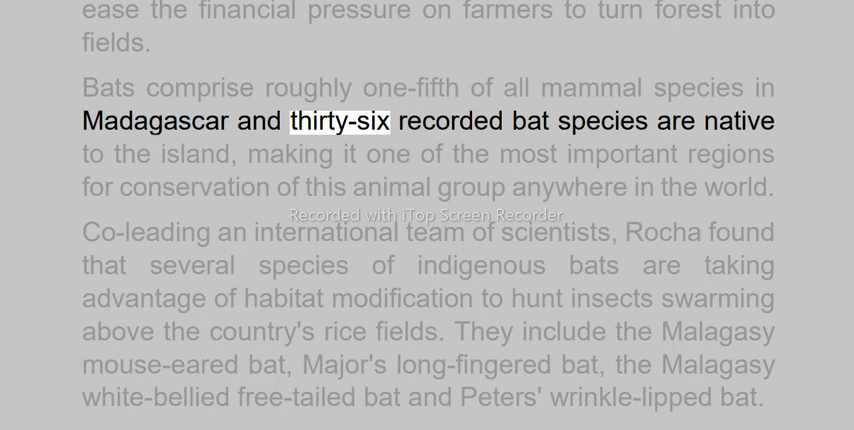 ease the financial pressure on farmers to turn forest into
fields.
Bats comprise roughly one-fifth of all mammal species in
Madagascar and thirty-six recorded bat species are native
to the island, making it one of the most important regions
for conservation of this animal group anywhere in the world.
Recorded with iTop Screen Recorder
Co-leading an international team of scientists, Rocha found
that several species of indigenous bats are taking
advantage of habitat modification to hunt insects swarming
above the country's rice fields. They include the Malagasy
mouse-eared bat, Major's long-fingered bat, the Malagasy
white-bellied free-tailed bat and Peters' wrinkle-lipped bat.